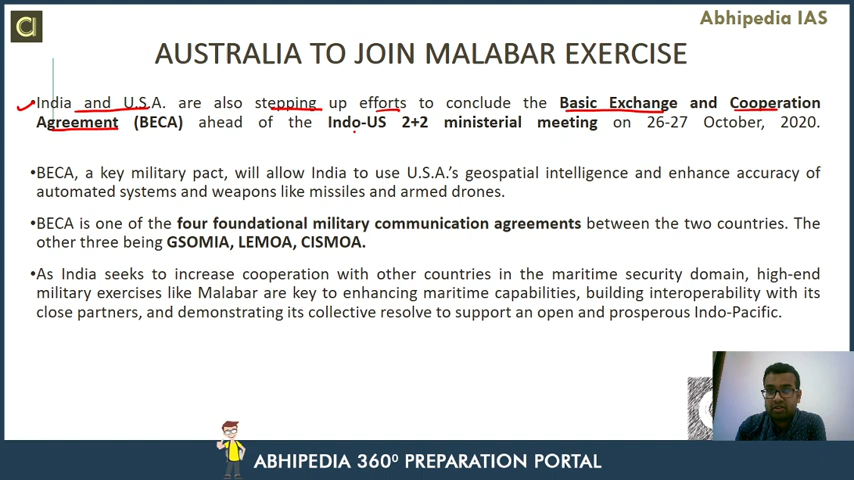 Abhipedia IAS
AUSTRALIA TO JOIN MALABAR EXERCISE
India and U.S.A. are also stepping up efforts to conclude the Basic Exchange and Cooperation
Agreement (BECA) ahead of the Indo-US 2+2 ministerial meeting on 26-27 October, 2020.
•BECA, a key military pact, will allow India to use U.S.A.'s geospatial intelligence and enhance accuracy of
automated systems and weapons like missiles and armed drones.
•BECA is one of the four foundational military communication agreements between the two countries. The
other three being GSOMIA, LEMOA, CISMOA.
•As India seeks to increase cooperation with other countries in the maritime security domain, high-end
military exercises like Malabar are key to enhancing maritime capabilities, building interoperability with its
close partners, and demonstrating its collective resolve to support an open and prosperous Indo-Pacific.
ABHIPEDIA 360⁰ PREPARATION PORTAL